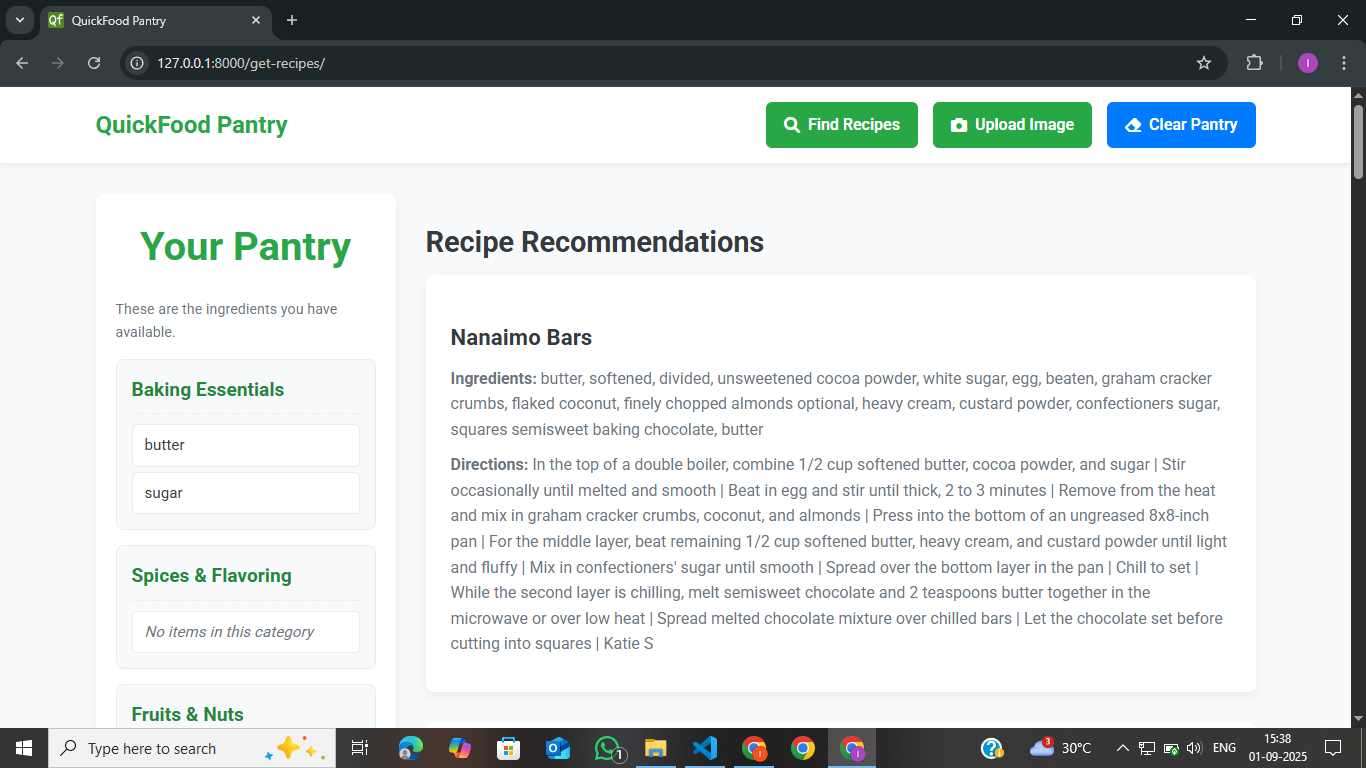 QuickFood Pantry
127.0.0.1:8000/get-recipes/
QuickFood Pantry
Find Recipes
Upload Image
Clear Pantry
Your Pantry
These are the ingredients you have
available.
Baking Essentials
butter
sugar
Spices & Flavoring
No items in this category
Fruits & Nuts
Recipe Recommendations
Nanaimo Bars
Ingredients: butter, softened, divided, unsweetened cocoa powder, white sugar, egg, beaten, graham cracker
crumbs, flaked coconut, finely chopped almonds optional, heavy cream, custard powder, confectioners sugar,
squares semisweet baking chocolate, butter
Directions: In the top of a double boiler, combine 1/2 cup softened butter, cocoa powder, and sugar | Stir
occasionally until melted and smooth | Beat in egg and stir until thick, 2 to 3 minutes | Remove from the heat
and mix in graham cracker crumbs, coconut, and almonds | Press into the bottom of an ungreased 8x8-inch
pan | For the middle layer, beat remaining 1/2 cup softened butter, heavy cream, and custard powder until light
and fluffy | Mix in confectioners' sugar until smooth | Spread over the bottom layer in the pan | Chill to set |
While the second layer is chilling, melt semisweet chocolate and 2 teaspoons butter together in the
microwave or over low heat | Spread melted chocolate mixture over chilled bars | Let the chocolate set before
cutting into squares | Katie S
Type here to search
1
3
30°C
ENG
15:38
01-09-2025